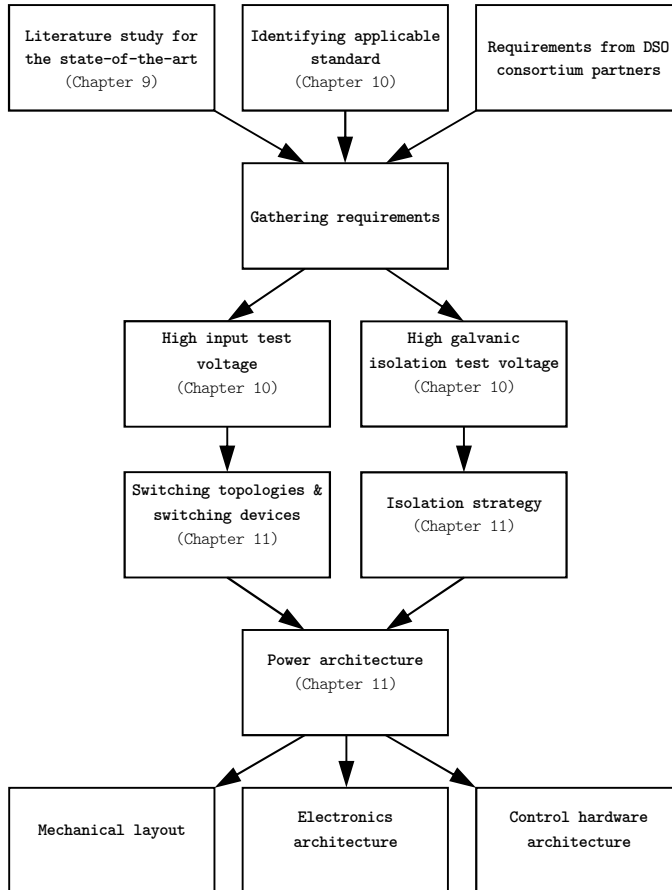 Literature study for
the state-of-the-art
(Chapter 9)
Identifying applicable
standard
(Chapter 10)
Requirements from DSO
consortium partners
Gathering requirements
High input test
voltage
(Chapter 10)
High galvanic
isolation test voltage
(Chapter 10)
Switching topologies &
switching devices
(Chapter 11)
Isolation strategy
(Chapter 11)
Power architecture
(Chapter 11)
Mechanical layout
Electronics
architecture
Control hardware
architecture